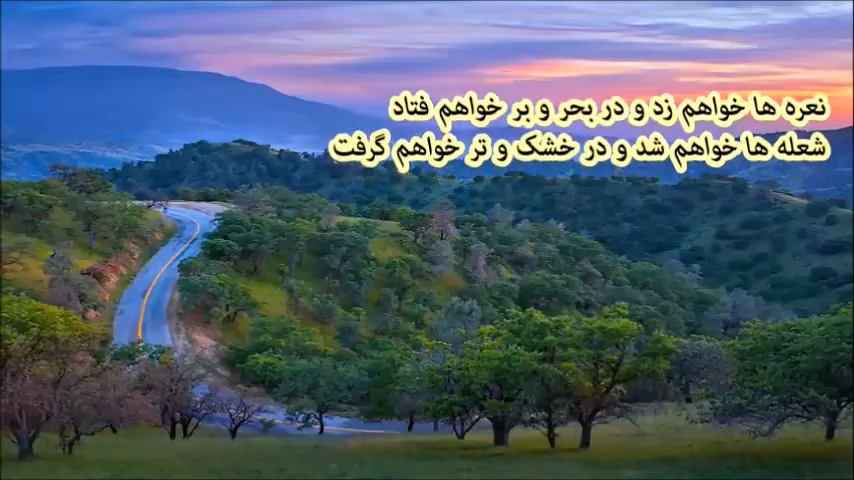 نعره ها خواهم زد و در بحر و بر خواهم فتاد
شعله ها خواهم شد و در خشک و تر خواهم گرفت